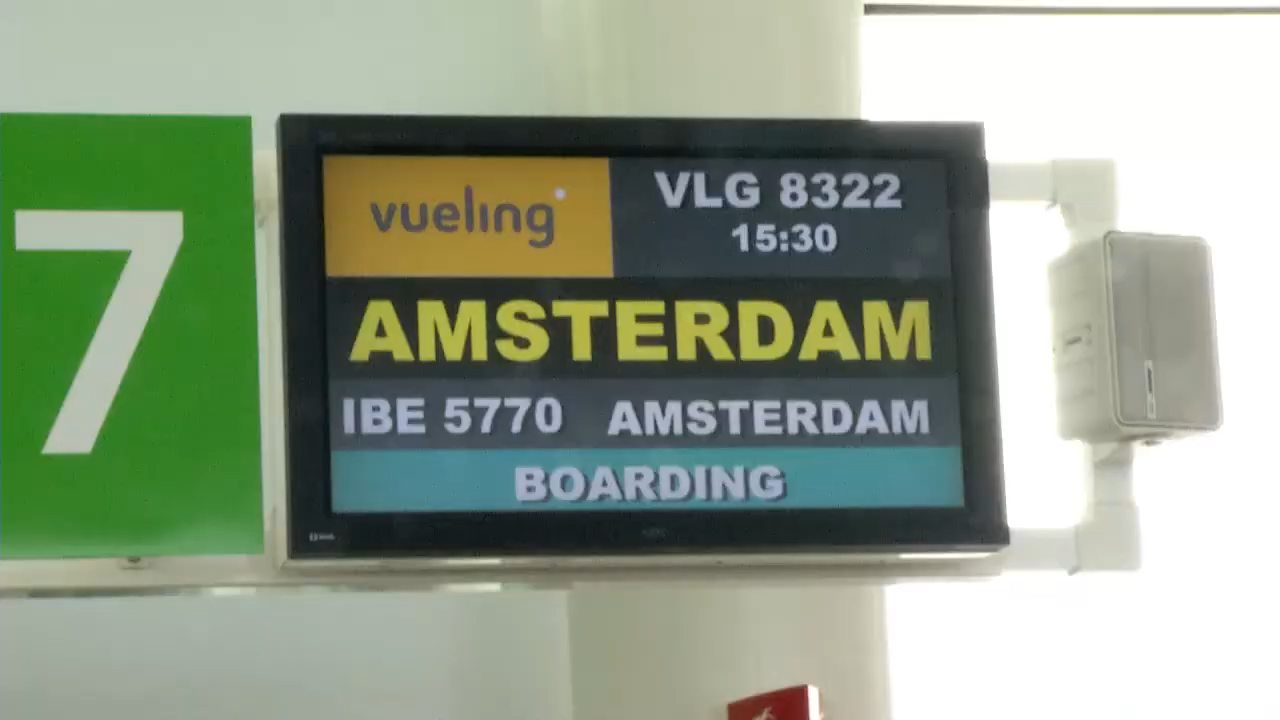 7
vueling
VLG 8322
15:30
AMSTERDAM
IBE 5770 AMSTERDAM
BOARDING